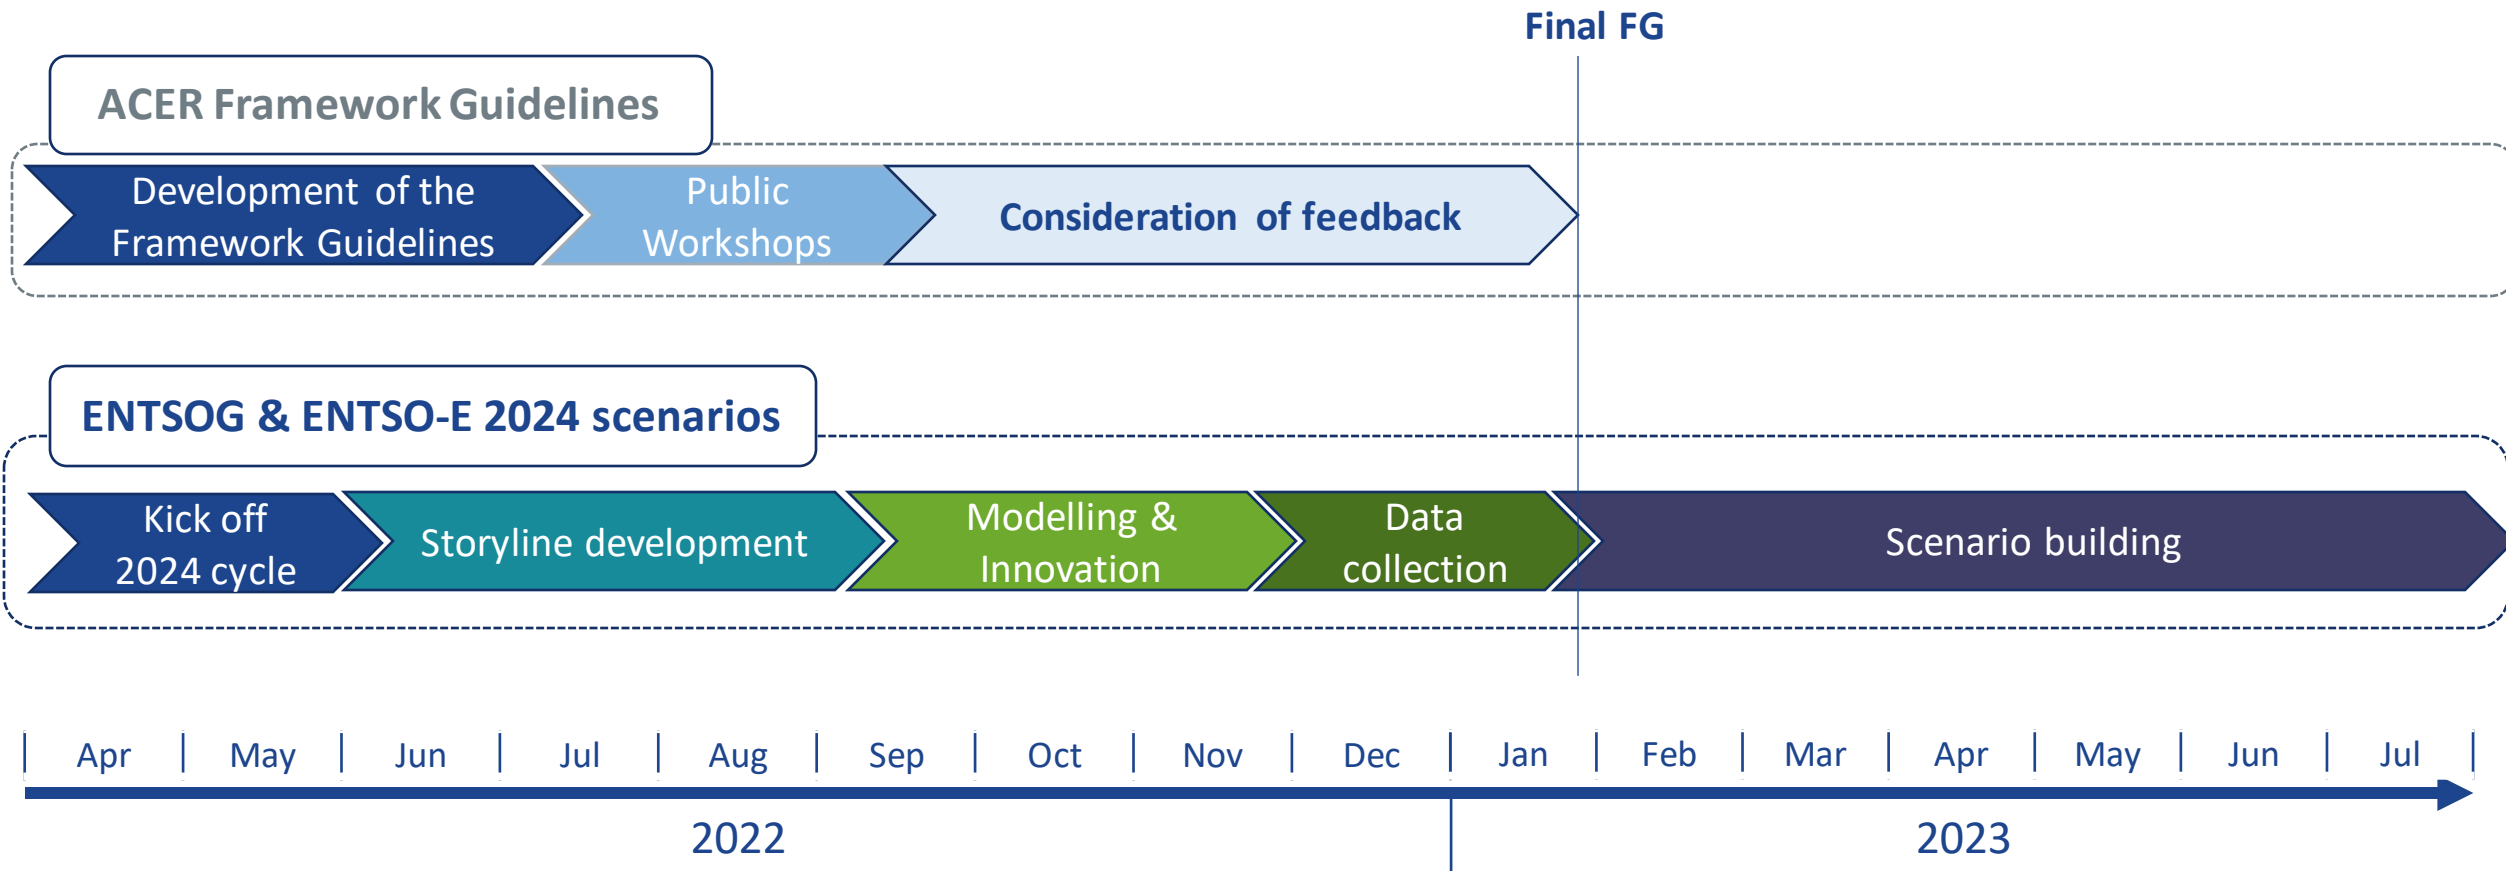 Final FG
ACER Framework Guidelines
Development of the
Framework Guidelines
Public
Workshops
Consideration of feedback
ENTSOG & ENTSO-E 2024 scenarios
Kick off
2024 cycle
Storyline development
Modelling &
Innovation
Data
collection
Scenario building
Apr May Jun Jul Aug Sep Oct Nov Dec Jan Feb Mar Apr May Jun Jul
2022 2023